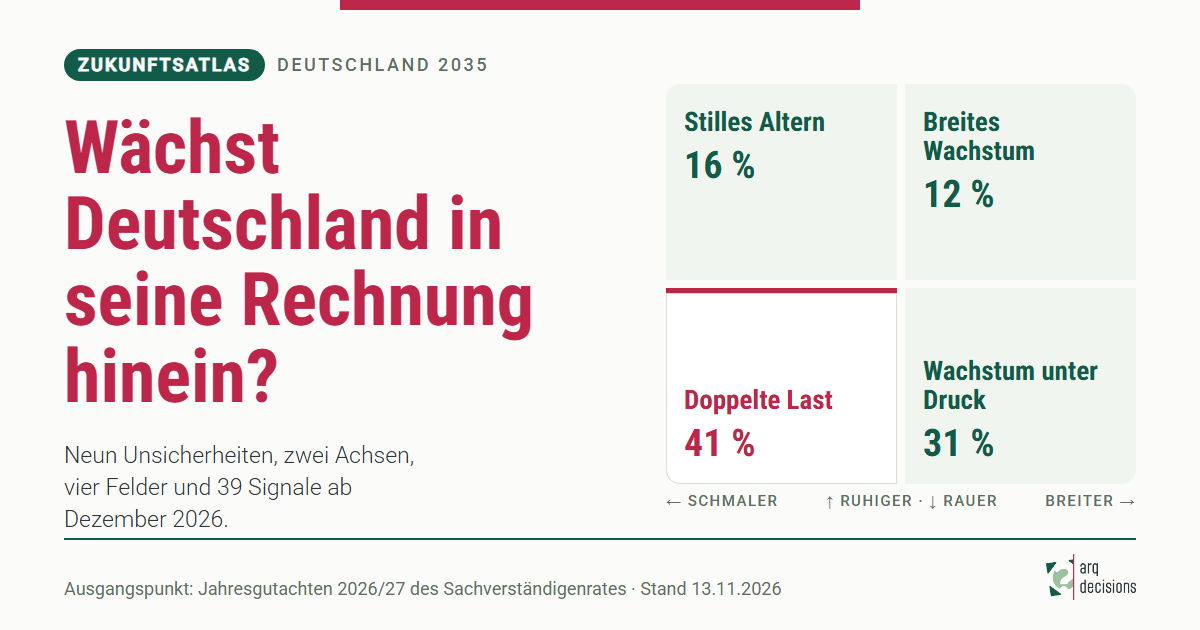 ZUKUNFTSATLAS DEUTSCHLAND 2035
Wächst
Deutschland in
seine Rechnung
hinein?
Neun Unsicherheiten, zwei Achsen,
vier Felder und 39 Signale ab
Dezember 2026.
Stilles Altern
16 %
Breites
Wachstum
12 %
Doppelte Last
41 %
Wachstum unter
Druck
31 %
← SCHMALER
↑ RUHIGER · ↓ RAUER
BREITER →
Ausgangspunkt: Jahresgutachten 2026/27 des Sachverständigenrates · Stand 13.11.2026
arq
decisions